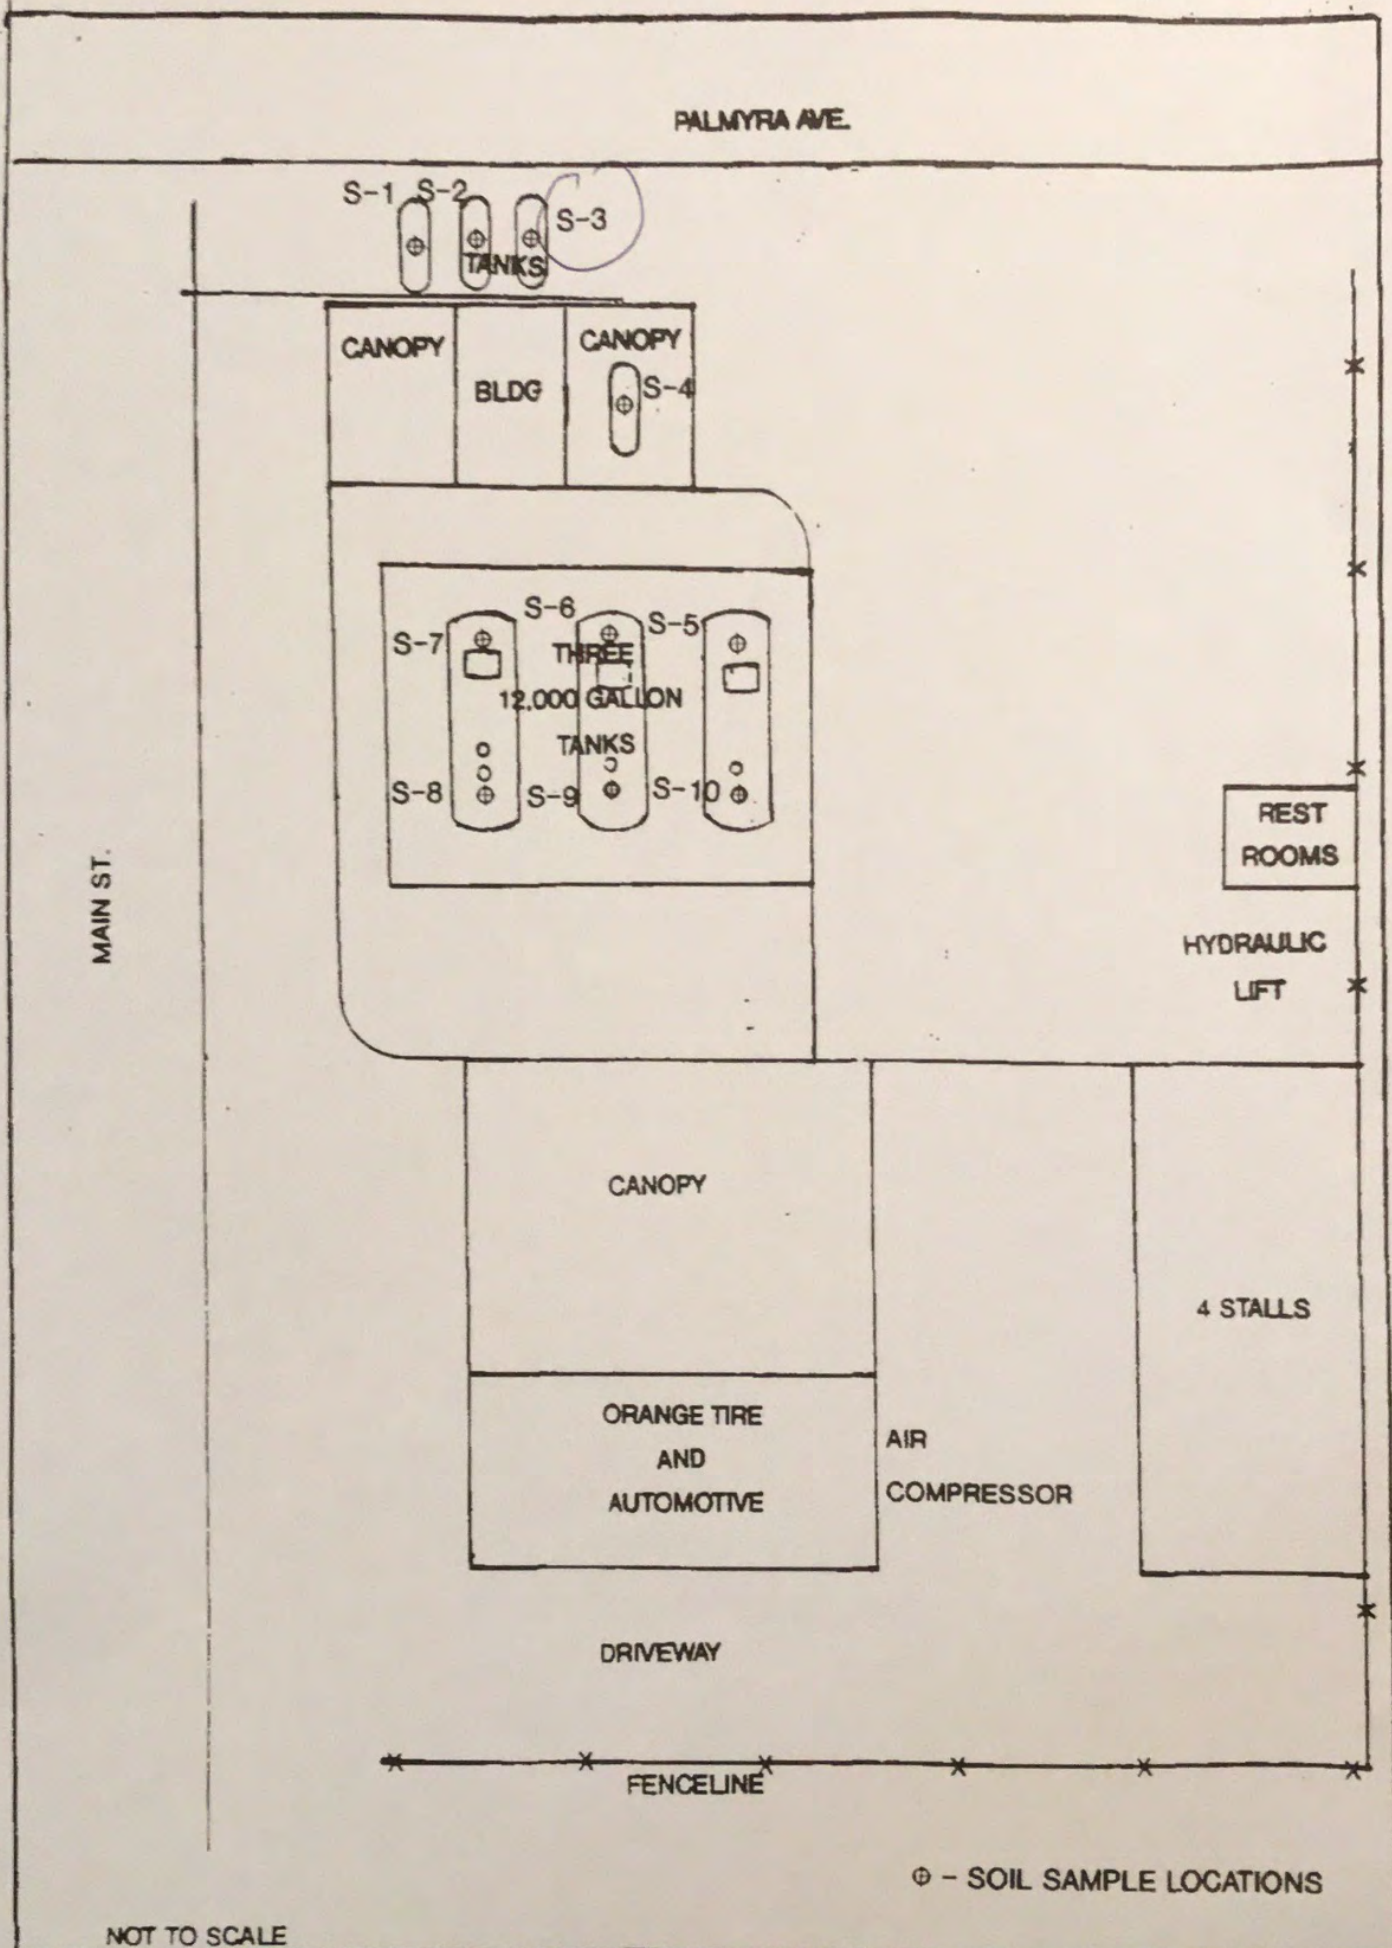 PALMYRA AVE.
S-1 S-2
S-3
TANKS
CANOPY
BLDG
CANOPY
S-4
S-6
S-7
S-5
THREE
12,000 GALLON
TANKS
S-8
S-9
S-10
MAIN ST.
REST
ROOMS
HYDRAULIC
LIFT
CANOPY
4 STALLS
ORANGE TIRE
AND
AUTOMOTIVE
AIR
COMPRESSOR
DRIVEWAY
FENCELINE
⊕ - SOIL SAMPLE LOCATIONS
NOT TO SCALE